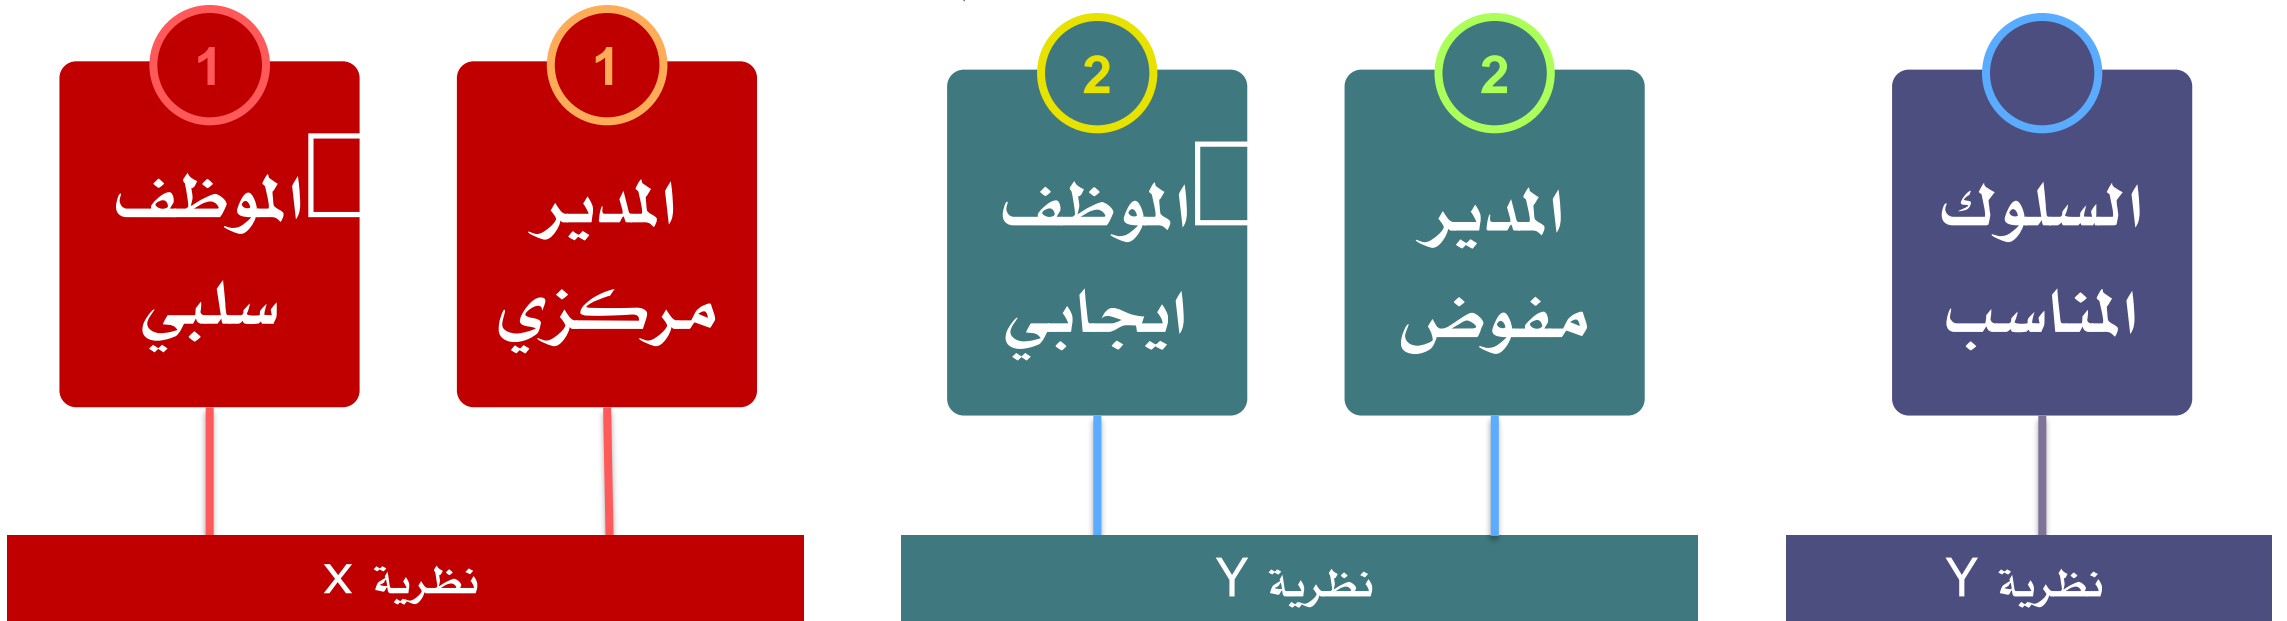 1
الموظف
سلبي
1
المدير
مركزي
نظرية X
2
الموظف
ايجابي
2
المدير
مفوض
نظرية Y
السلوك
المناسب
نظرية Y